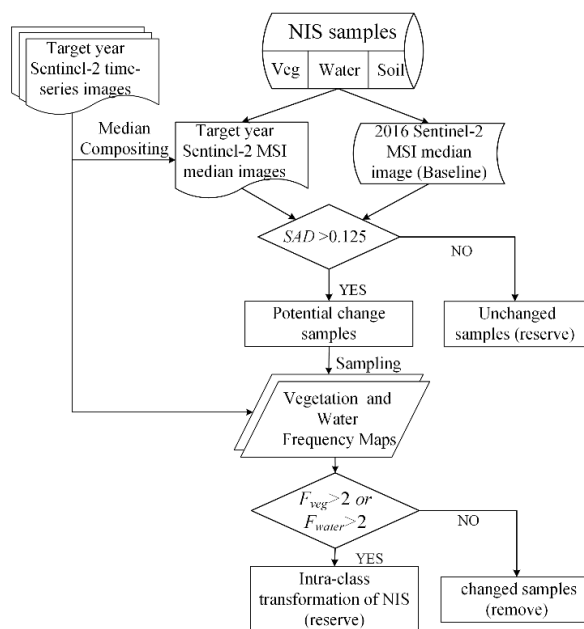 Target year
Sentinel-2 time-
series images
NIS samples
Veg Water Soil
Median
Compositing
Target year
Sentinel-2 MSI
median images
2016 Sentinel-2
MSI median
image (Baseline)
SAD >0.125
NO
YES
Potential change
samples
Unchanged
samples (reserve)
Sampling
Vegetation and
Water
Frequency Maps
Fveg>2 or
Fwater>2
NO
YES
Intra-class
transformation of NIS
(reserve)
changed samples
(remove)